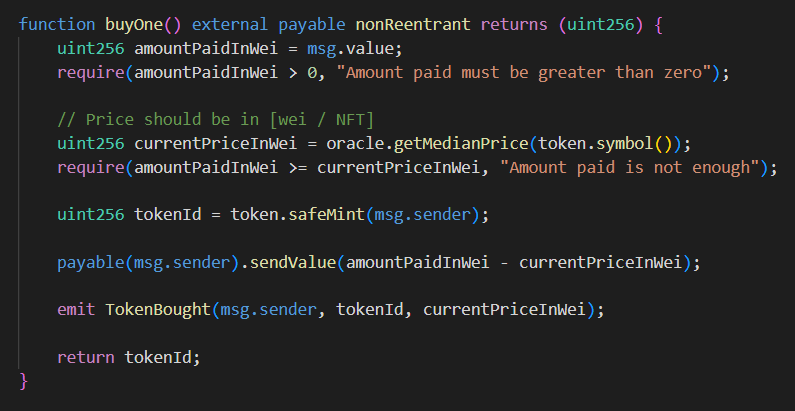 function buyOne() external payable nonReentrant returns (uint256) {
uint256 amountPaidInWei = msg.value;
require(amountPaidInWei > 0, "Amount paid must be greater than zero");
// Price should be in [wei / NFT]
uint256 currentPriceInWei = oracle.getMedianPrice(token.symbol());
require(amountPaidInWei >= currentPriceInWei, "Amount paid is not enough");
uint256 tokenId = token.safeMint(msg.sender);
payable(msg.sender).sendValue(amountPaidInWei - currentPriceInWei);
emit TokenBought(msg.sender, tokenId, currentPriceInWei);
return tokenId;
}